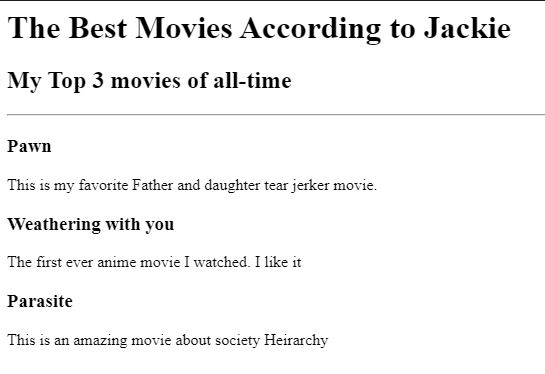 The Best Movies According to Jackie
My Top 3 movies of all-time
Pawn
This is my favorite Father and daughter tear jerker movie.
Weathering with you
The first ever anime movie I watched. I like it
Parasite
This is an amazing movie about society Heirarchy